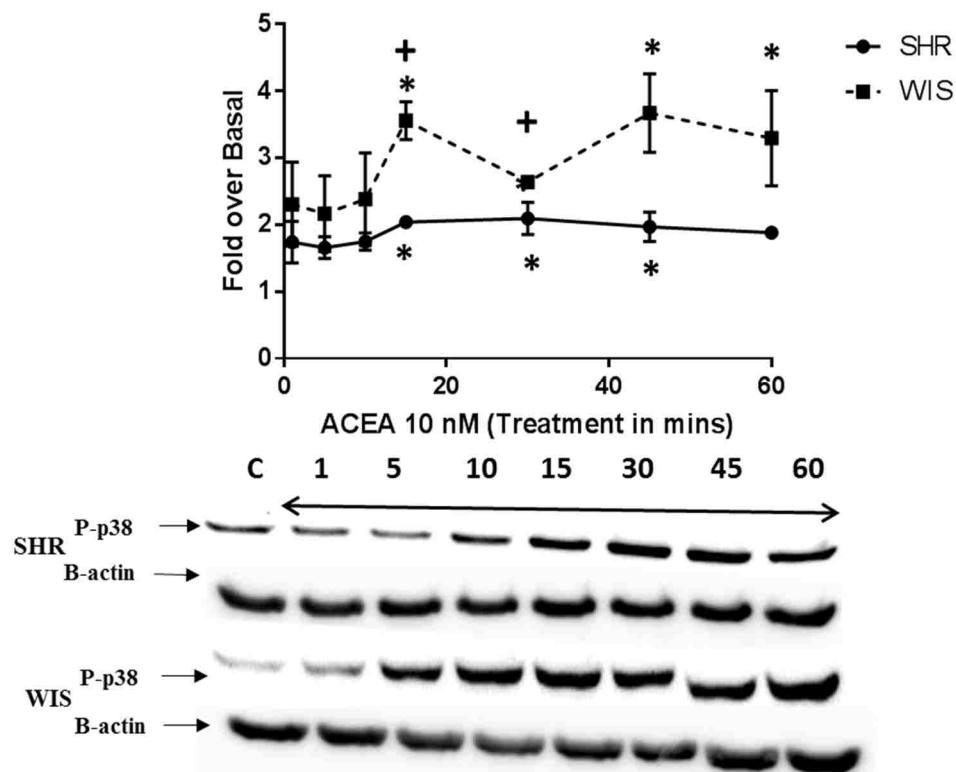 5
4
3
2
1
0
Fold over Basal
+
*
+
*
*
*
*
*
*
SHR
WIS
0 20 40 60
ACEA 10 nM (Treatment in mins)
C 1 5 10 15 30 45 60
P-p38
SHR
B-actin
P-p38
WIS
B-actin